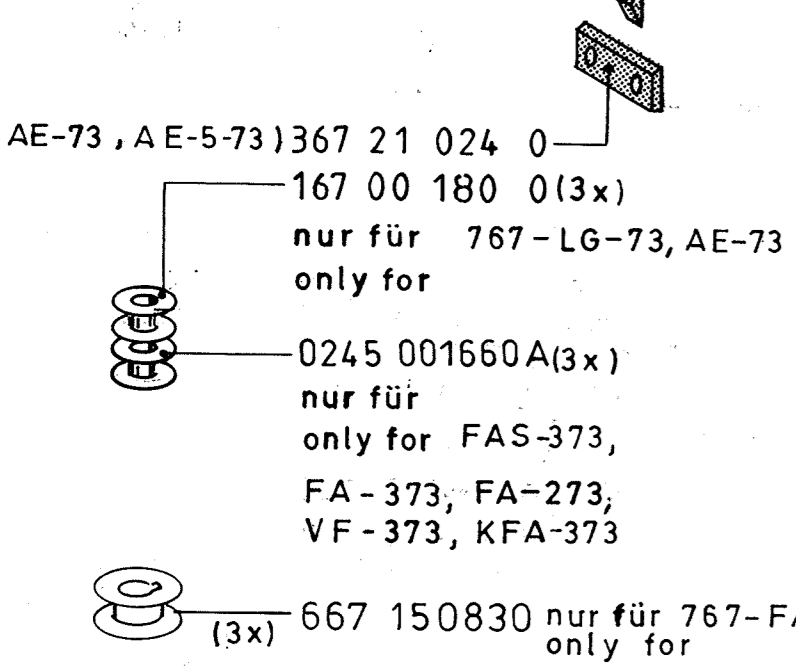 AE-73, AE-5-73) 367 21 024 0
167 00 180 0 (3x)
nur für 767-LG-73, AE-73
only for
0245 001660 A (3x)
nur für
only for FAS-373,
FA-373, FA-273,
VF-373, KFA-373
(3x) 667 150830 nur für 767-FA
only for